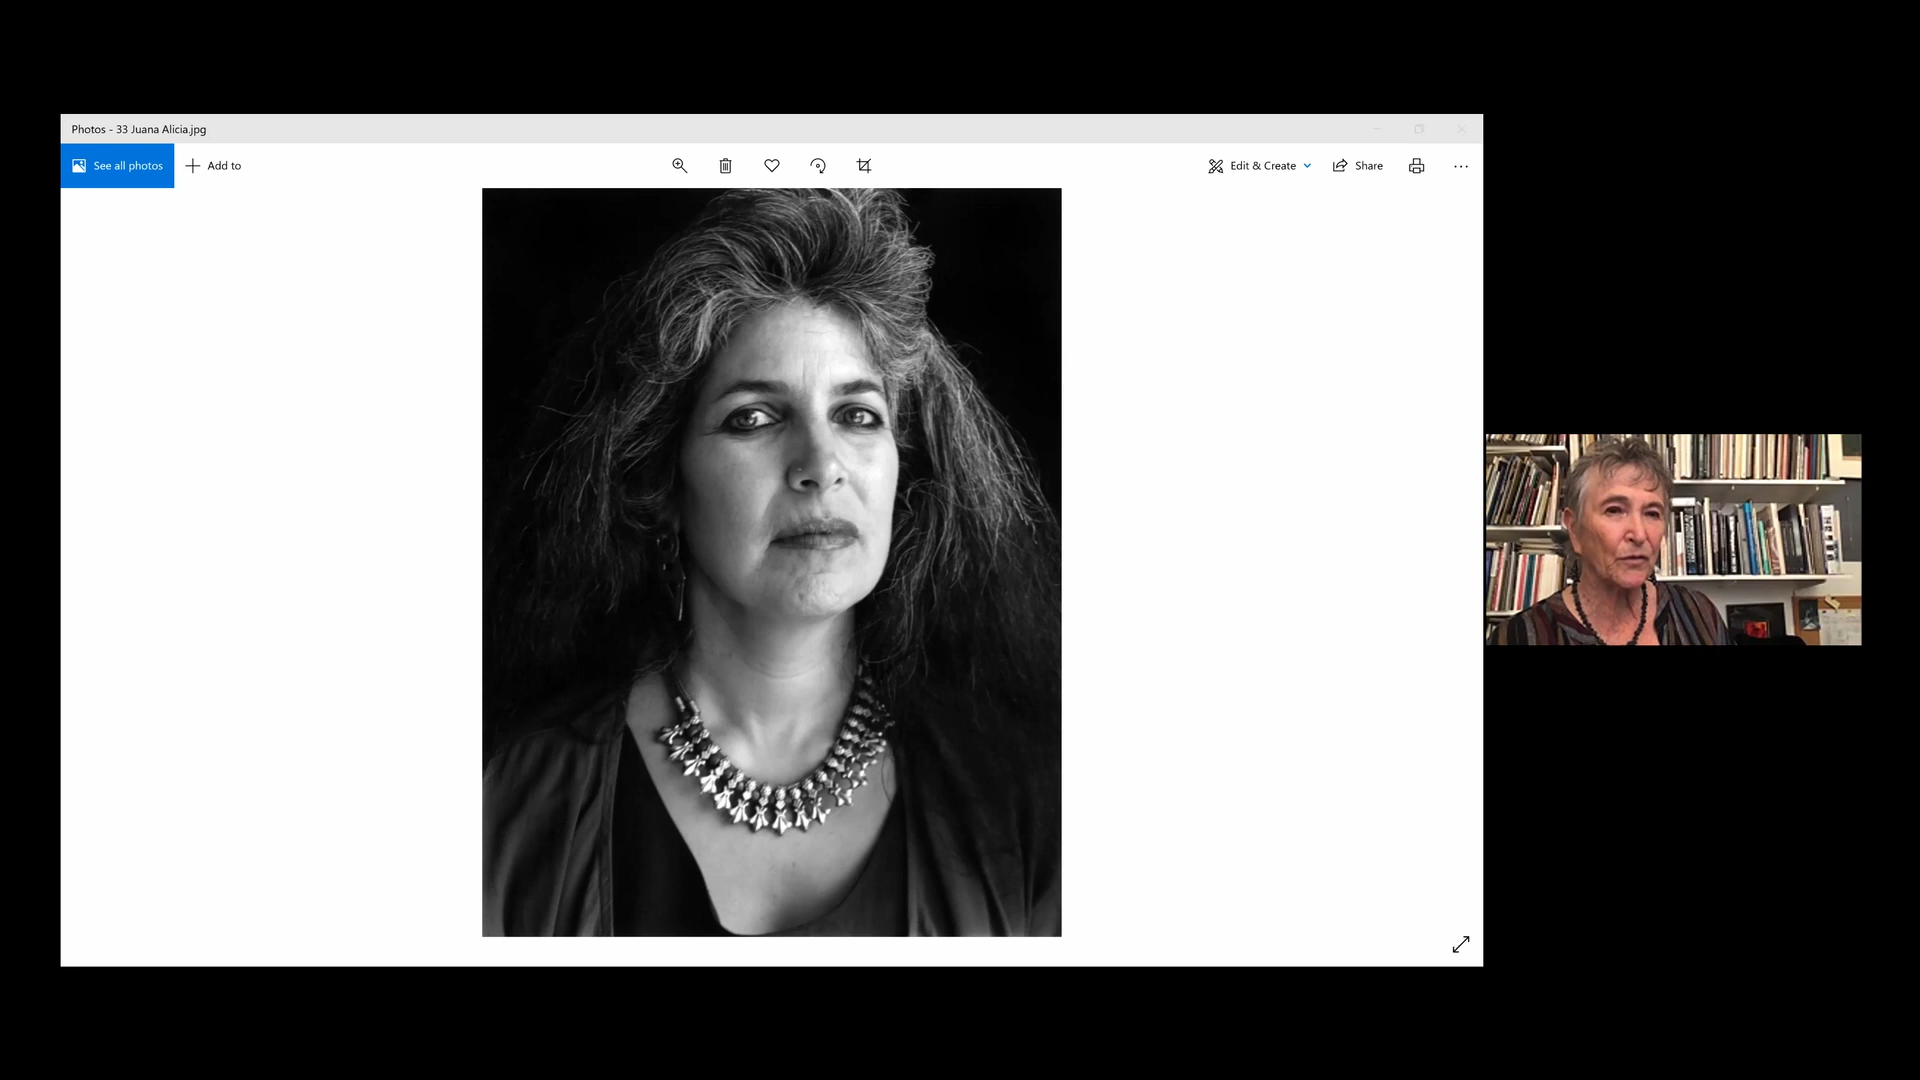 Photos - 33 Juana Alicia.jpg
See all photos
Add to
Edit & Create
Share